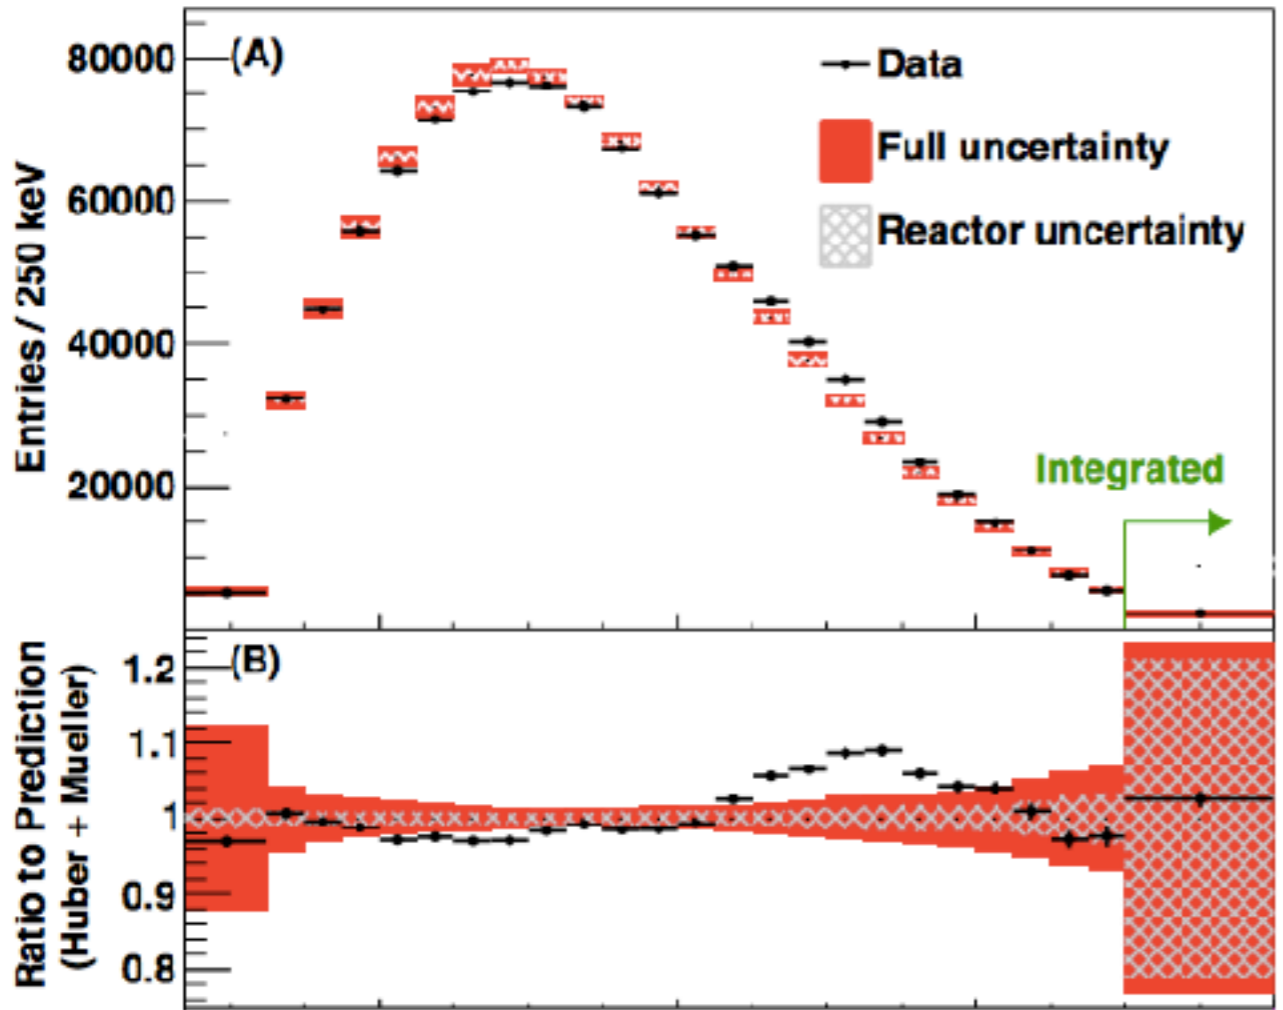 (A)
80000
60000
40000
20000
Entries / 250 keV
Data
Full uncertainty
Reactor uncertainty
Integrated
(B)
1.2
1.1
1
0.9
0.8
Ratio to Prediction
(Huber + Mueller)